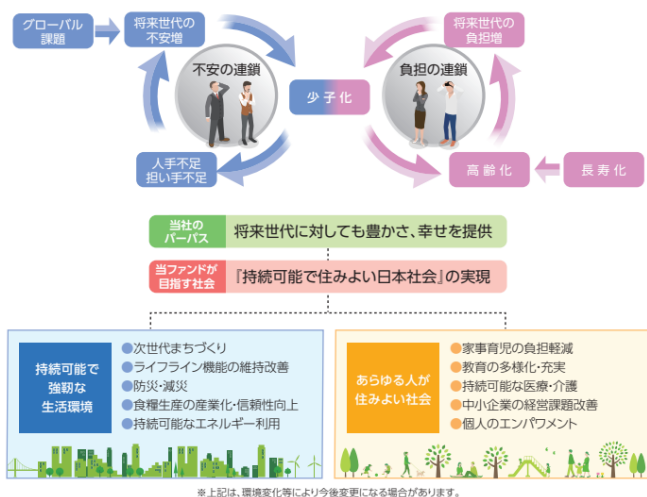 グローバル
課題
将来世代の
不安増
将来世代の
負担増
不安の連鎖
負担の連鎖
少子化
人手不足
担い手不足
高齢化
長寿化
当社の
パーパス
将来世代に対しても豊かさ、幸せを提供
当ファンドが
目指す社会
『持続可能で住みよい日本社会』の実現
持続可能で
強靭な
生活環境
●次世代まちづくり
●ライフライン機能の維持改善
●防災・減災
●食糧生産の産業化・信頼性向上
●持続可能なエネルギー利用
あらゆる人が
住みよい社会
●家事育児の負担軽減
●教育の多様化・充実
●持続可能な医療・介護
●中小企業の経営課題改善
●個人のエンパワメント
※上記は、環境変化等により今後変更になる場合があります。